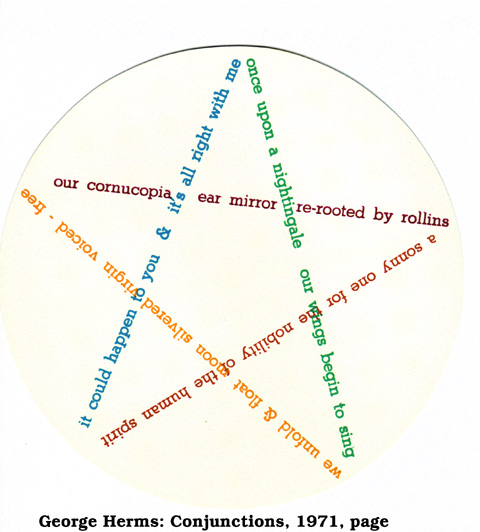 it could happen to you & it's all right with me
once upon a nightingale our wings begin to sing
we unfold & float moon silvered virgin voiced - free
our cornucopia ear mirror re-rooted by rollins
a sonny one for the nobility of the human spirit
George Herms: Conjunctions, 1971, page